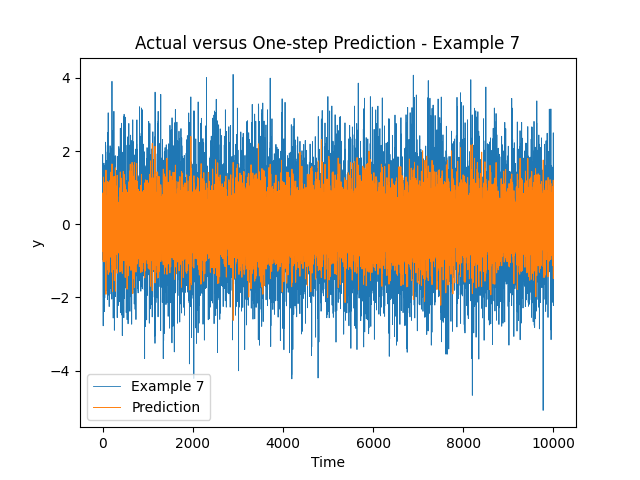 Actual versus One-step Prediction - Example 7
4
2
0
−2
−4
y
Example 7
Prediction
0 2000 4000 6000 8000 10000
Time